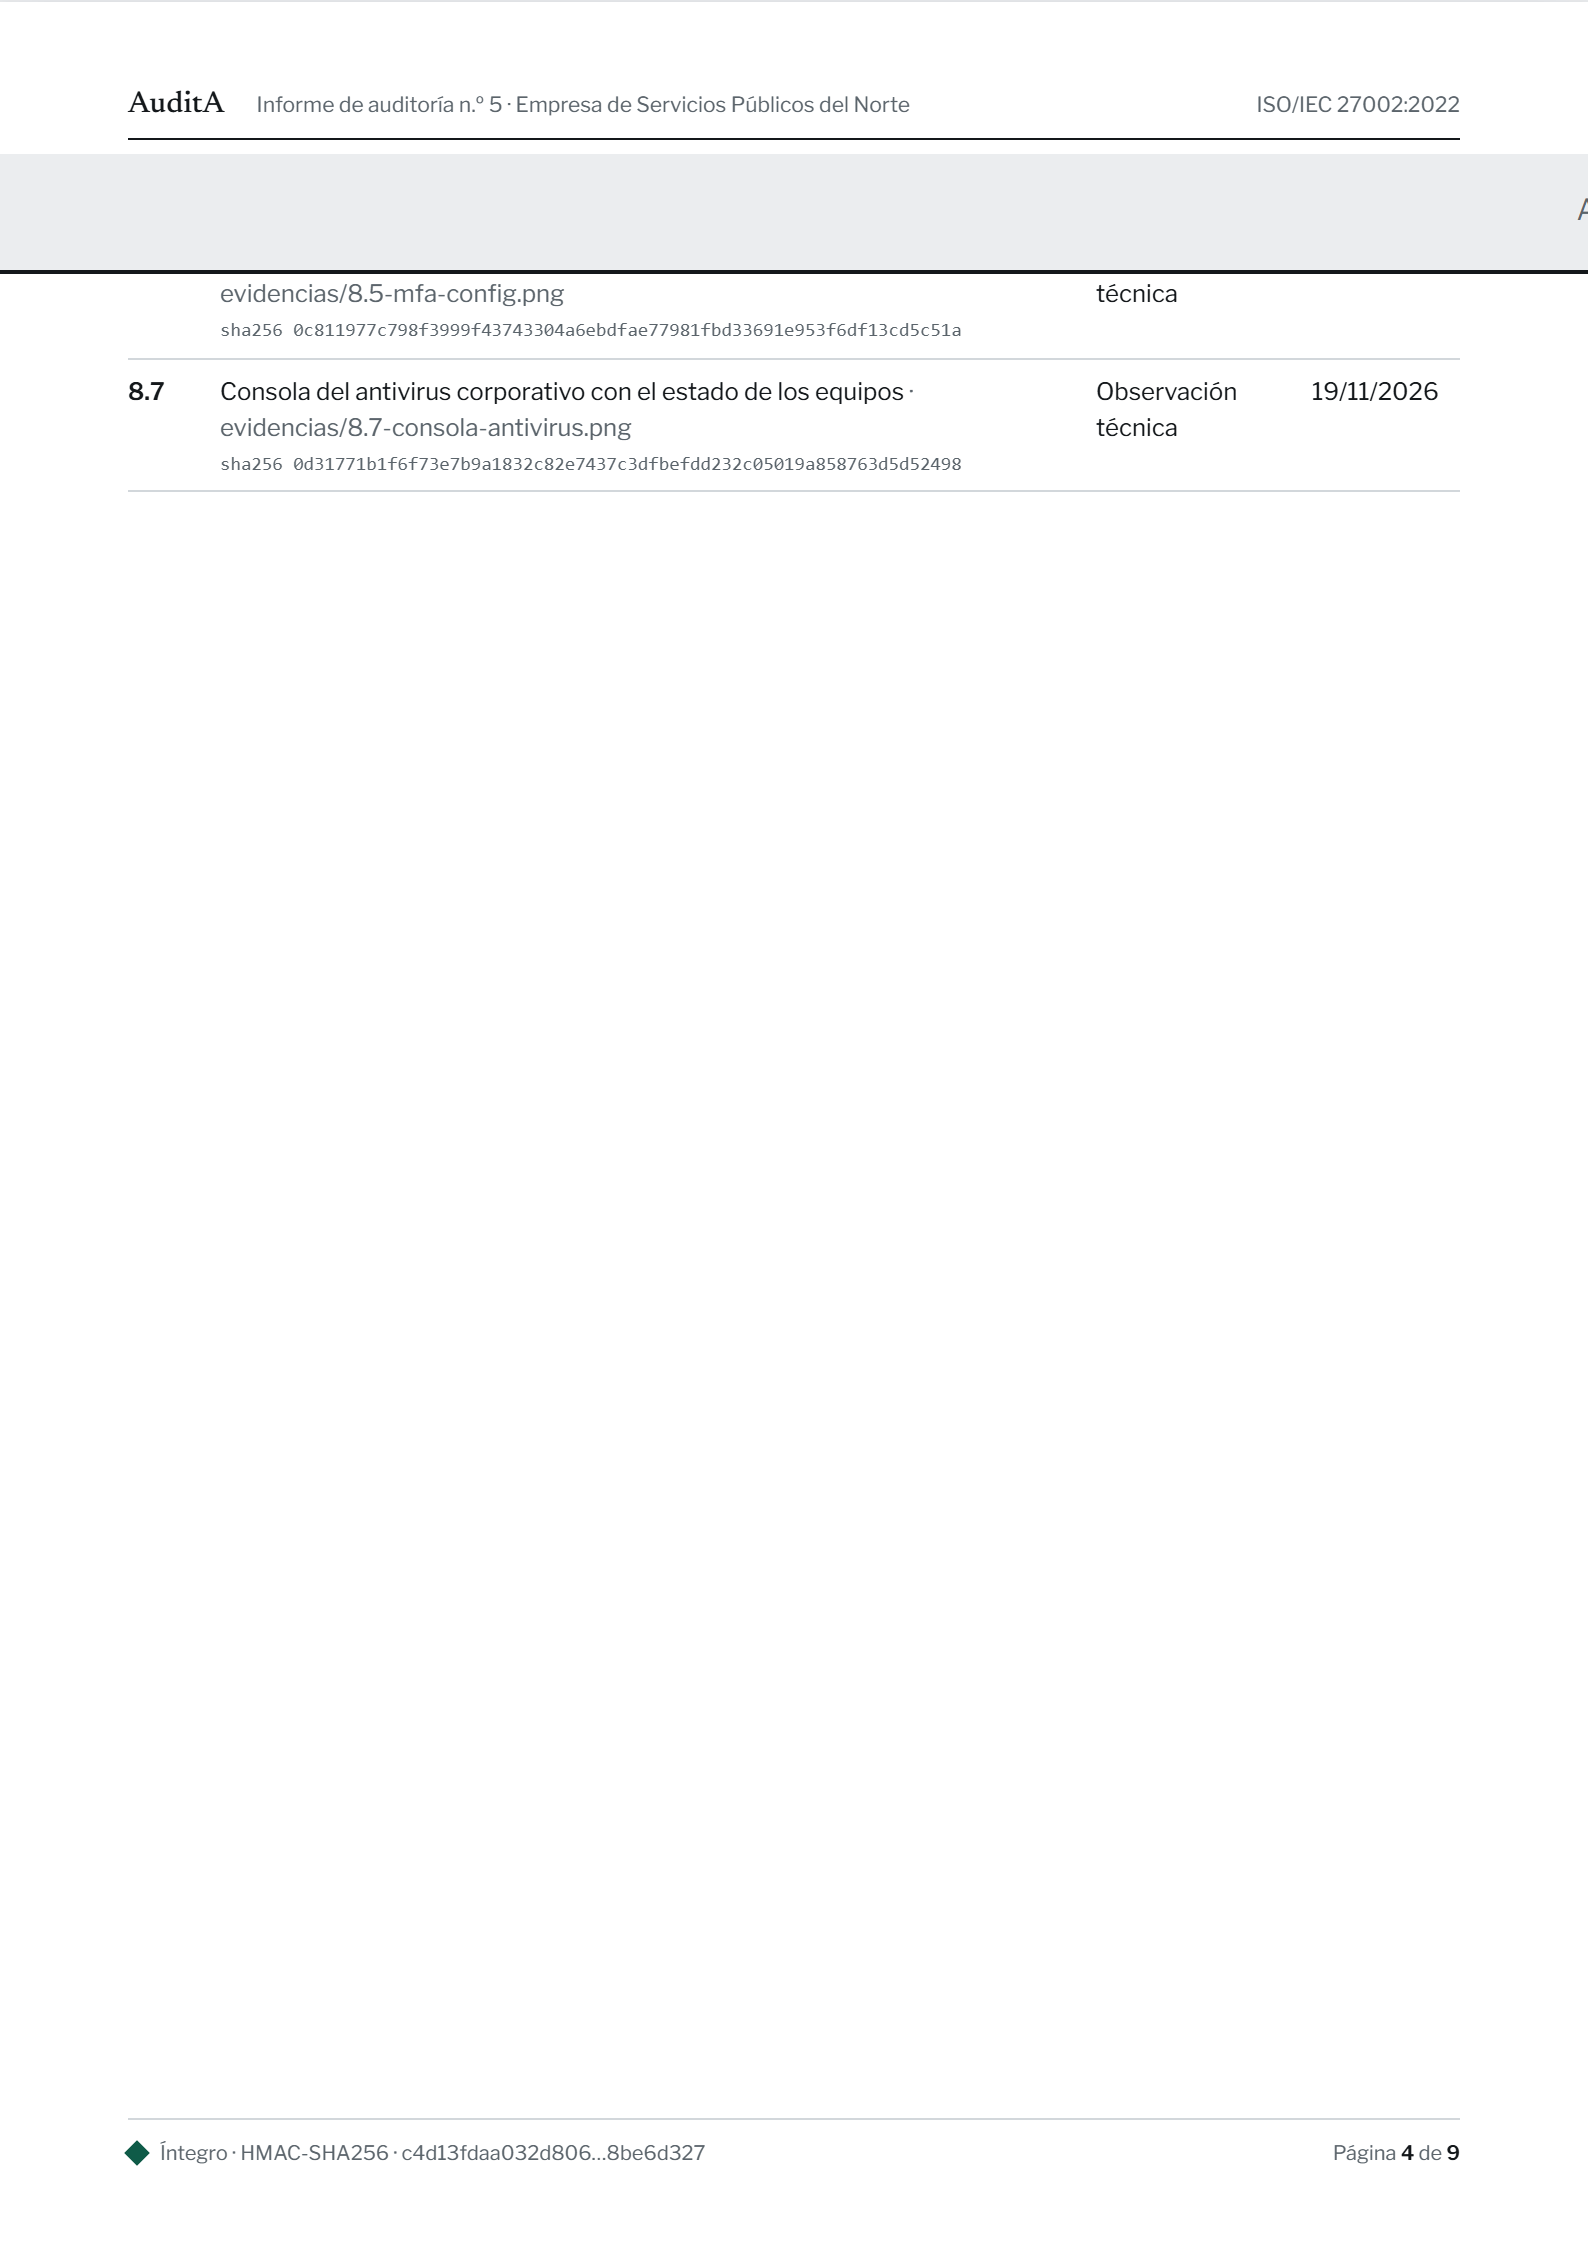 AuditA Informe de auditoría n.º 5 · Empresa de Servicios Públicos del Norte ISO/IEC 27002:2022
evidencias/8.5-mfa-config.png técnica
sha256 0c811977c798f3999f43743304a6ebdfae77981fbd33691e953f6df13cd5c51a
8.7 Consola del antivirus corporativo con el estado de los equipos · Observación 19/11/2026
evidencias/8.7-consola-antivirus.png técnica
sha256 0d31771b1f6f73e7b9a1832c82e7437c3dfbefdd232c05019a858763d5d52498
Íntegro · HMAC-SHA256 · c4d13fdaa032d806…8be6d327 Página 4 de 9